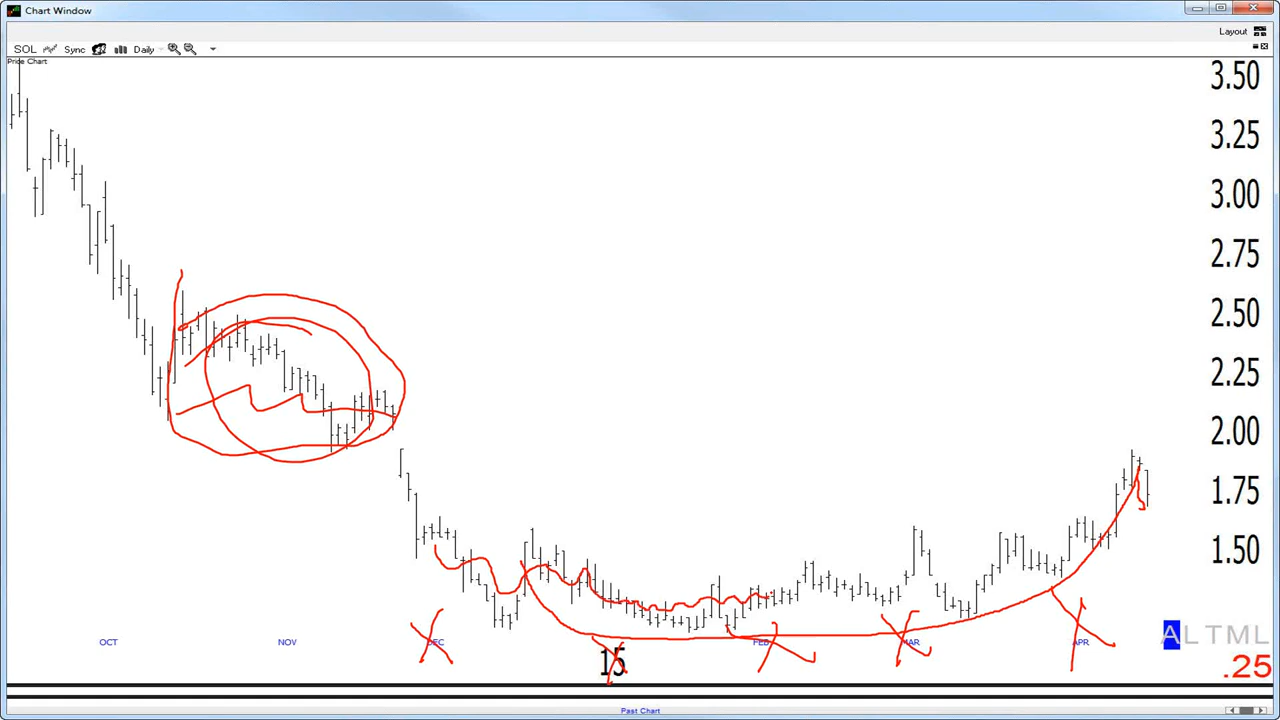 Chart Window
Layout
SOL Sync Daily
Price Chart
3.50
3.25
3.00
2.75
2.50
2.25
2.00
1.75
1.50
OCT NOV DEC 15 FEB MAR APR
ALTML
.25
Past Chart